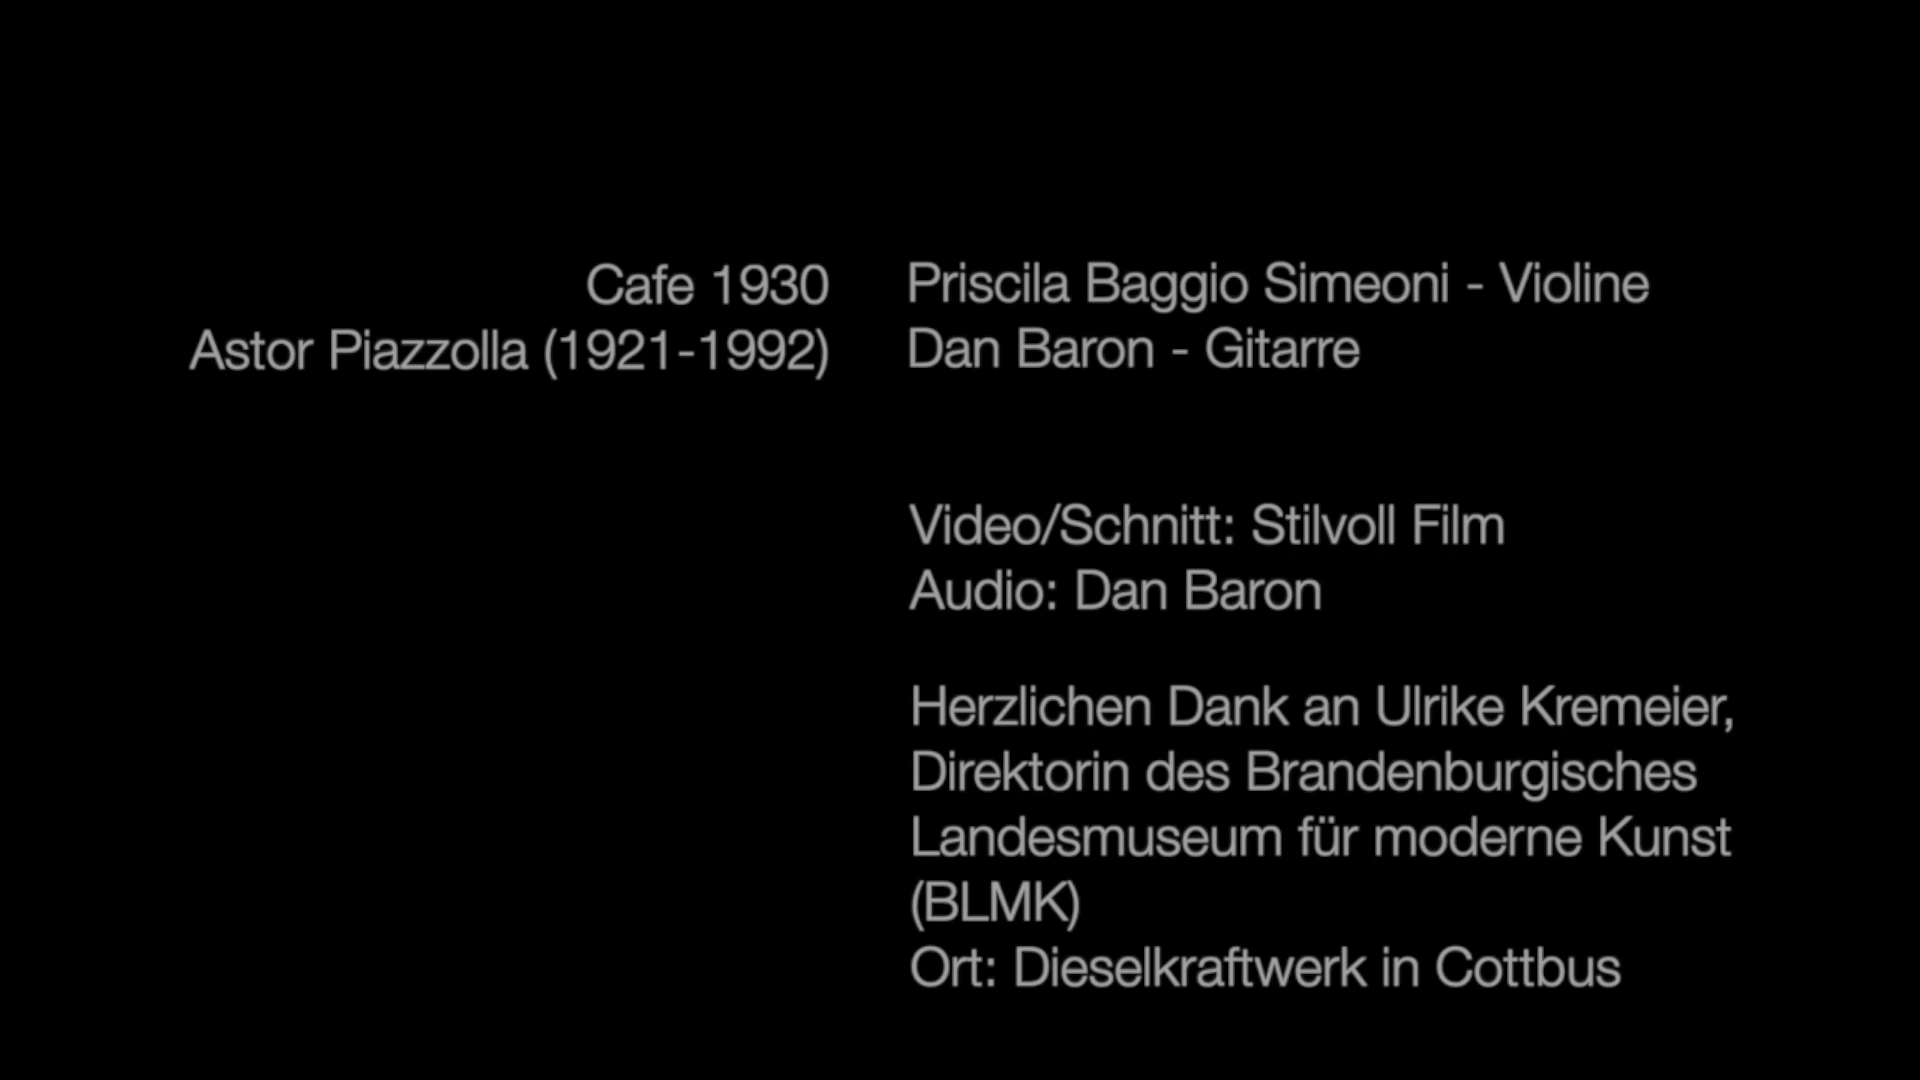 Cafe 1930
Astor Piazzolla (1921-1992)
Priscila Baggio Simeoni - Violine
Dan Baron - Gitarre
Video/Schnitt: Stilvoll Film
Audio: Dan Baron
Herzlichen Dank an Ulrike Kremeier,
Direktorin des Brandenburgisches
Landesmuseum für moderne Kunst
(BLMK)
Ort: Dieselkraftwerk in Cottbus